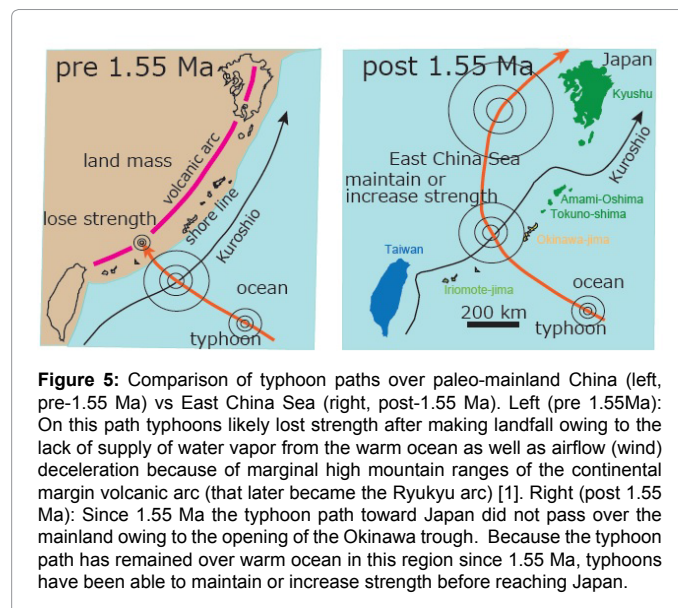 pre 1.55 Ma
land mass
volcanic arc
lose strength
shore line
Kuroshio
ocean
typhoon
post 1.55 Ma
Japan
Kyushu
East China Sea
maintain or
increase strength
Kuroshio
Amami-Oshima
Tokuno-shima
Okinawa-jima
Taiwan
Iriomote-jima
ocean
typhoon
200 km
Figure 5: Comparison of typhoon paths over paleo-mainland China (left,
pre-1.55 Ma) vs East China Sea (right, post-1.55 Ma). Left (pre 1.55Ma):
On this path typhoons likely lost strength after making landfall owing to the
lack of supply of water vapor from the warm ocean as well as airflow (wind)
deceleration because of marginal high mountain ranges of the continental
margin volcanic arc (that later became the Ryukyu arc) [1]. Right (post 1.55
Ma): Since 1.55 Ma the typhoon path toward Japan did not pass over the
mainland owing to the opening of the Okinawa trough. Because the typhoon
path has remained over warm ocean in this region since 1.55 Ma, typhoons
have been able to maintain or increase strength before reaching Japan.